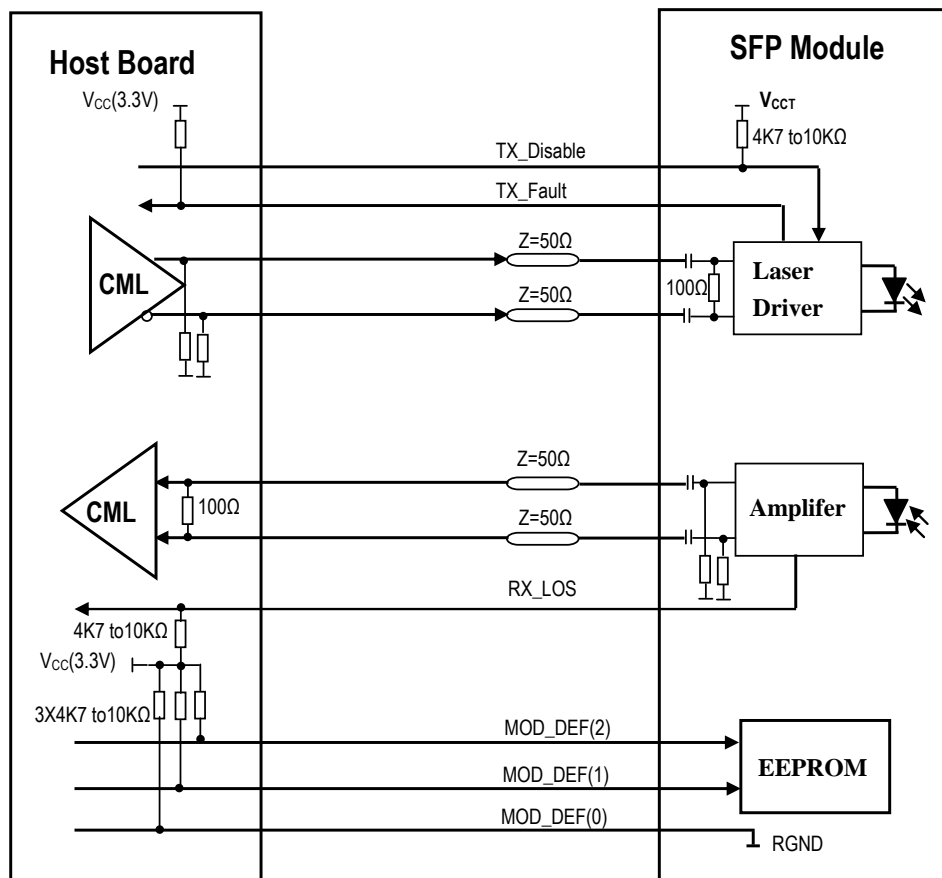 Host Board
SFP Module
VCC(3.3V)
VCCT
4K7 to10KΩ
TX_Disable
TX_Fault
CML
Z=50Ω
Z=50Ω
100Ω
Laser
Driver
CML
100Ω
Z=50Ω
Z=50Ω
Amplifer
RX_LOS
4K7 to10KΩ
VCC(3.3V)
3X4K7 to10KΩ
MOD_DEF(2)
MOD_DEF(1)
MOD_DEF(0)
EEPROM
RGND